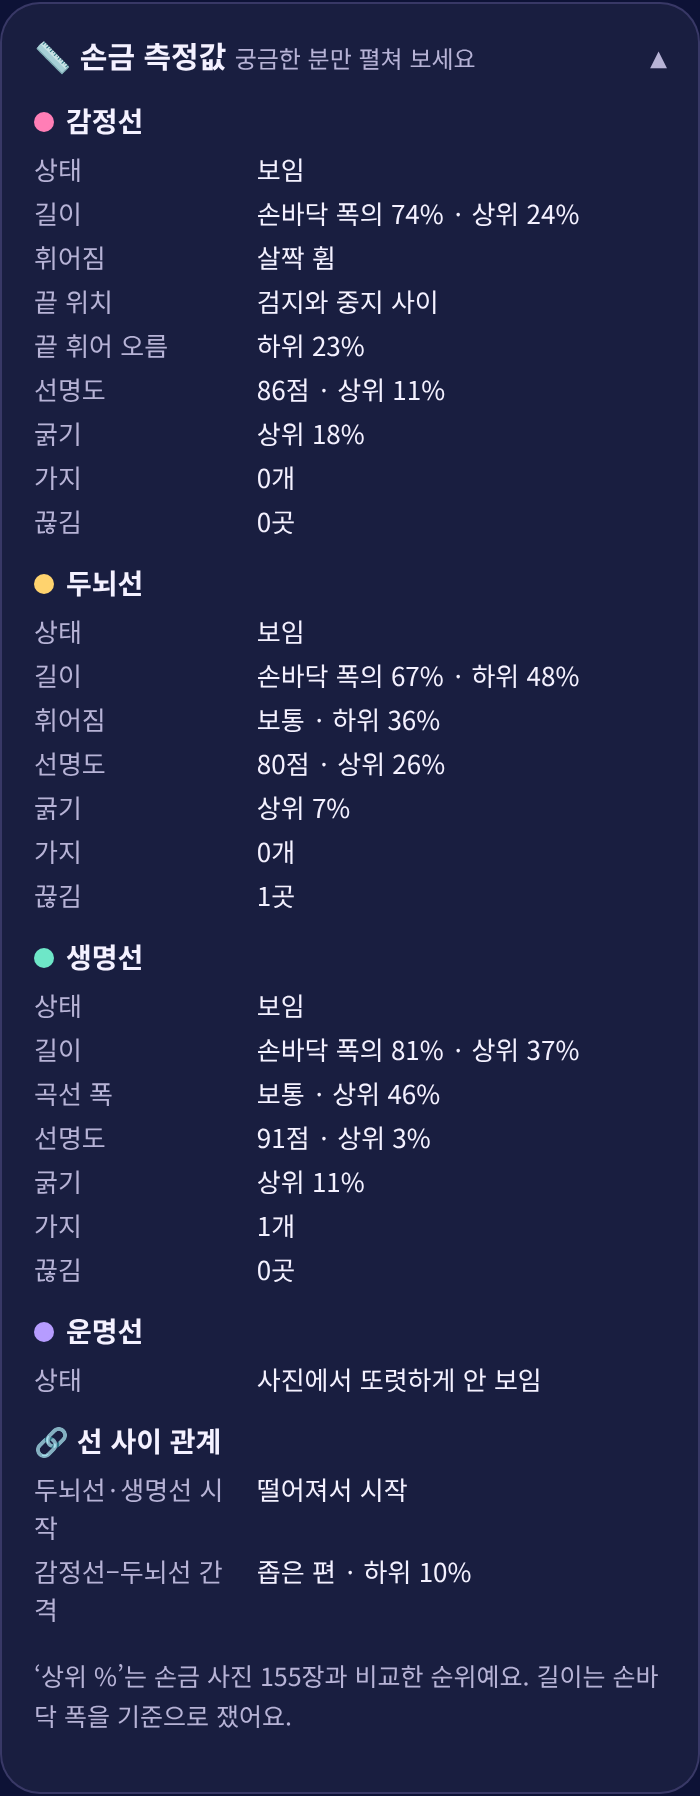 손금 측정값 궁금한 분만 펼쳐 보세요 ▲
감정선
상태 보임
길이 손바닥 폭의 74% · 상위 24%
휘어짐 살짝 휨
끝 위치 검지와 중지 사이
끝 휘어 오름 하위 23%
선명도 86점 · 상위 11%
굵기 상위 18%
가지 0개
끊김 0곳
두뇌선
상태 보임
길이 손바닥 폭의 67% · 하위 48%
휘어짐 보통 · 하위 36%
선명도 80점 · 상위 26%
굵기 상위 7%
가지 0개
끊김 1곳
생명선
상태 보임
길이 손바닥 폭의 81% · 상위 37%
곡선 폭 보통 · 상위 46%
선명도 91점 · 상위 3%
굵기 상위 11%
가지 1개
끊김 0곳
운명선
상태 사진에서 또렷하게 안 보임
선 사이 관계
두뇌선·생명선 시 떨어져서 시작
작
감정선–두뇌선 간 좁은 편 · 하위 10%
격
‘상위 %’는 손금 사진 155장과 비교한 순위예요. 길이는 손바
닥 폭을 기준으로 쟀어요.